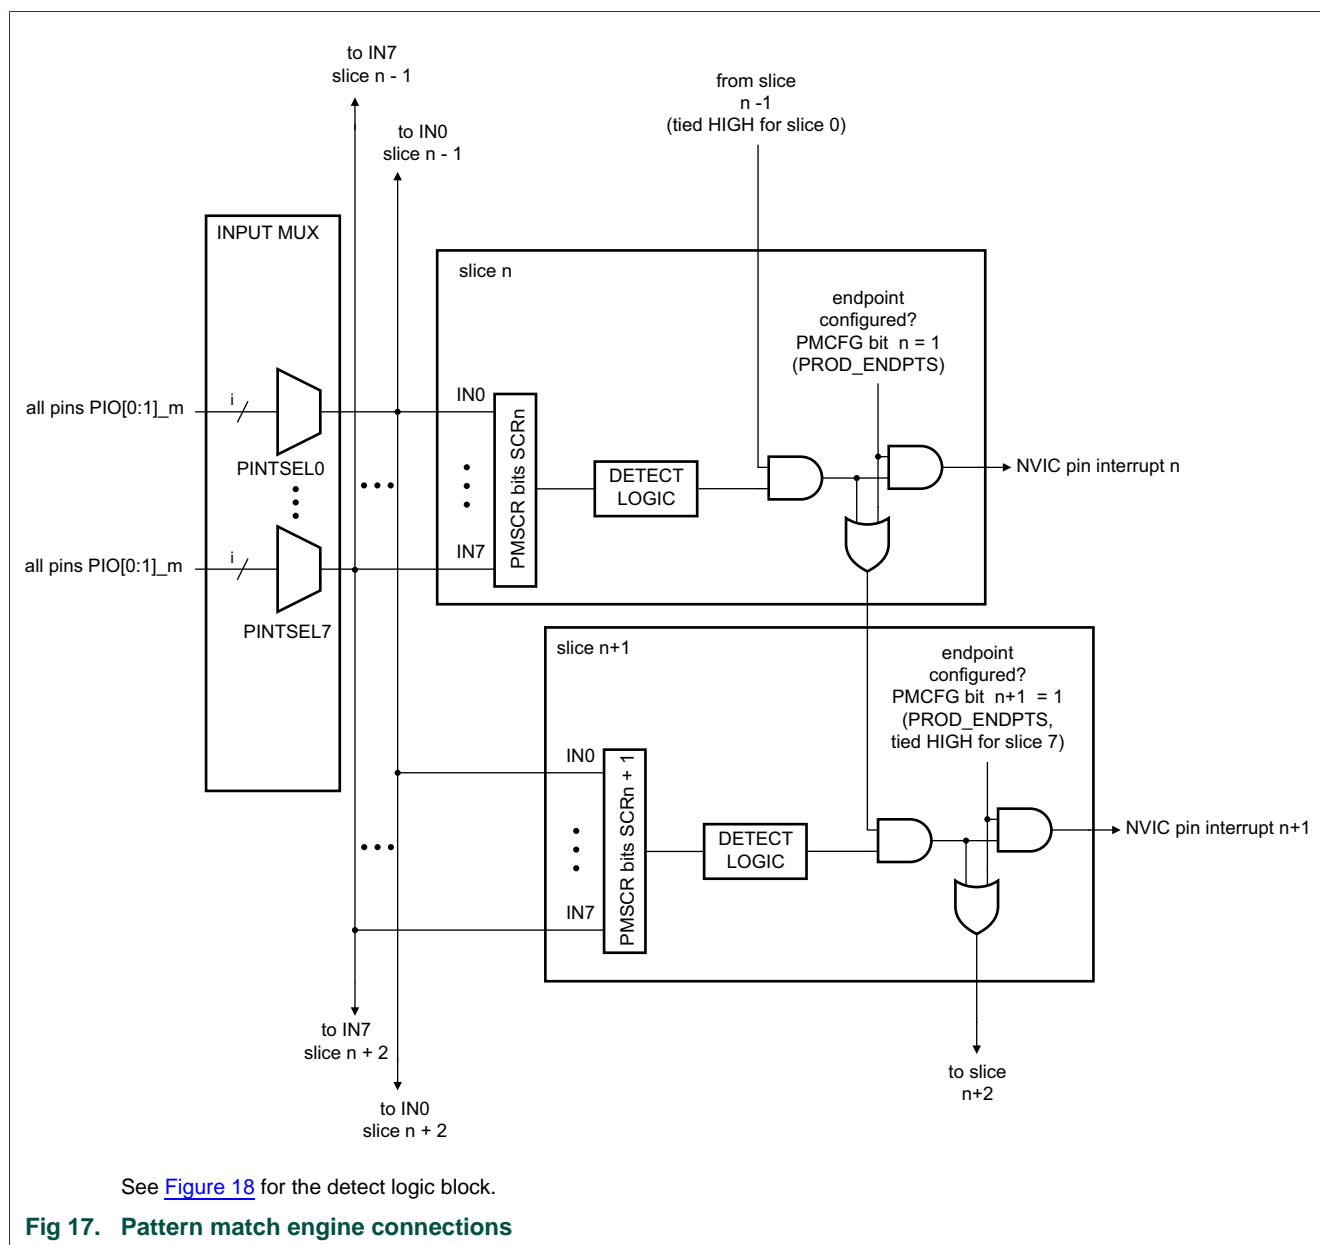 to IN7
slice n - 1
from slice
n -1
(tied HIGH for slice 0)
to IN0
slice n - 1
INPUT MUX
slice n
endpoint
configured?
PMCFG bit n = 1
(PROD_ENDPTS)
all pins PIO[0:1]_m
i
IN0
PINTSEL0
PMSCR bits SCRn
DETECT
LOGIC
NVIC pin interrupt n
all pins PIO[0:1]_m
i
IN7
PINTSEL7
slice n+1
endpoint
configured?
PMCFG bit n+1 = 1
(PROD_ENDPTS,
tied HIGH for slice 7)
IN0
PMSCR bits SCRn + 1
DETECT
LOGIC
NVIC pin interrupt n+1
IN7
to IN7
slice n + 2
to slice
n+2
to IN0
slice n + 2
See Figure 18 for the detect logic block.
Fig 17. Pattern match engine connections